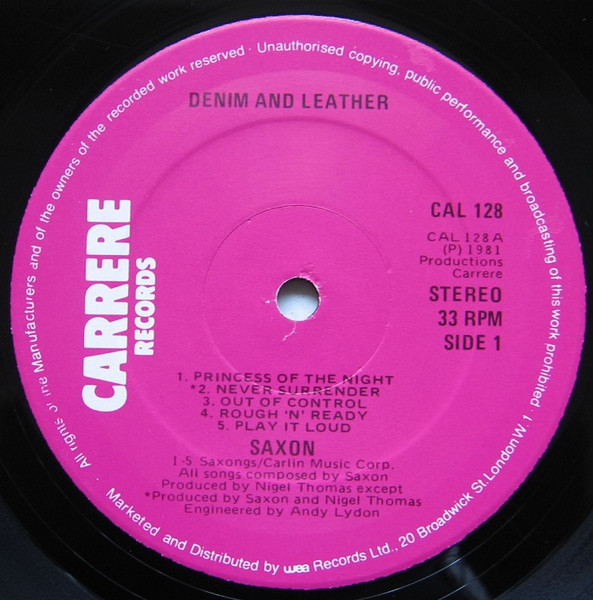 All rights of the Manufacturers and of the owners of the recorded work reserved · Unauthorised copying, public performance and broadcasting of this work prohibited
DENIM AND LEATHER
CARRERE
RECORDS
CAL 128
CAL 128 A
(P) 1981
Productions
Carrere
STEREO
33 RPM
SIDE 1
1. PRINCESS OF THE NIGHT
*2. NEVER SURRENDER
3. OUT OF CONTROL
4. ROUGH 'N' READY
5. PLAY IT LOUD
SAXON
1-5 Saxongs/Carlin Music Corp.
All songs composed by Saxon
Produced by Nigel Thomas except
*Produced by Saxon and Nigel Thomas
Engineered by Andy Lydon
Marketed and Distributed by wea Records Ltd., 20 Broadwick St. London W. 1